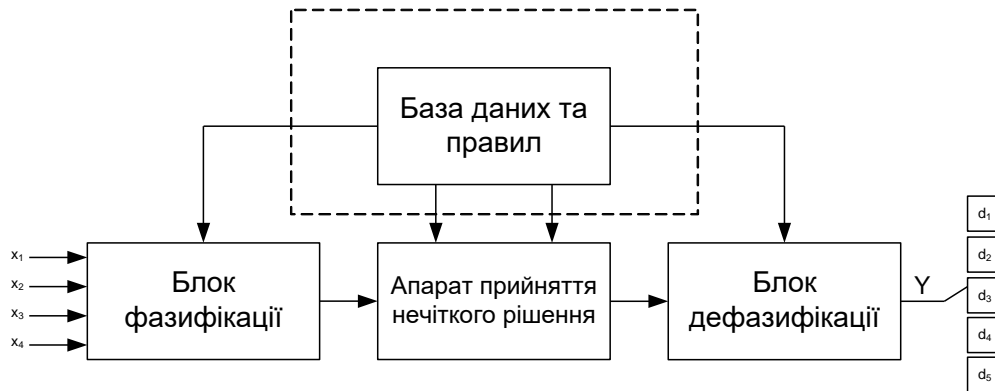 База даних та
правил
x₁
x₂
x₃
x₄
Блок
фазифікації
Апарат прийняття
нечіткого рішення
Блок
дефазифікації
Y
d₁
d₂
d₃
d₄
d₅